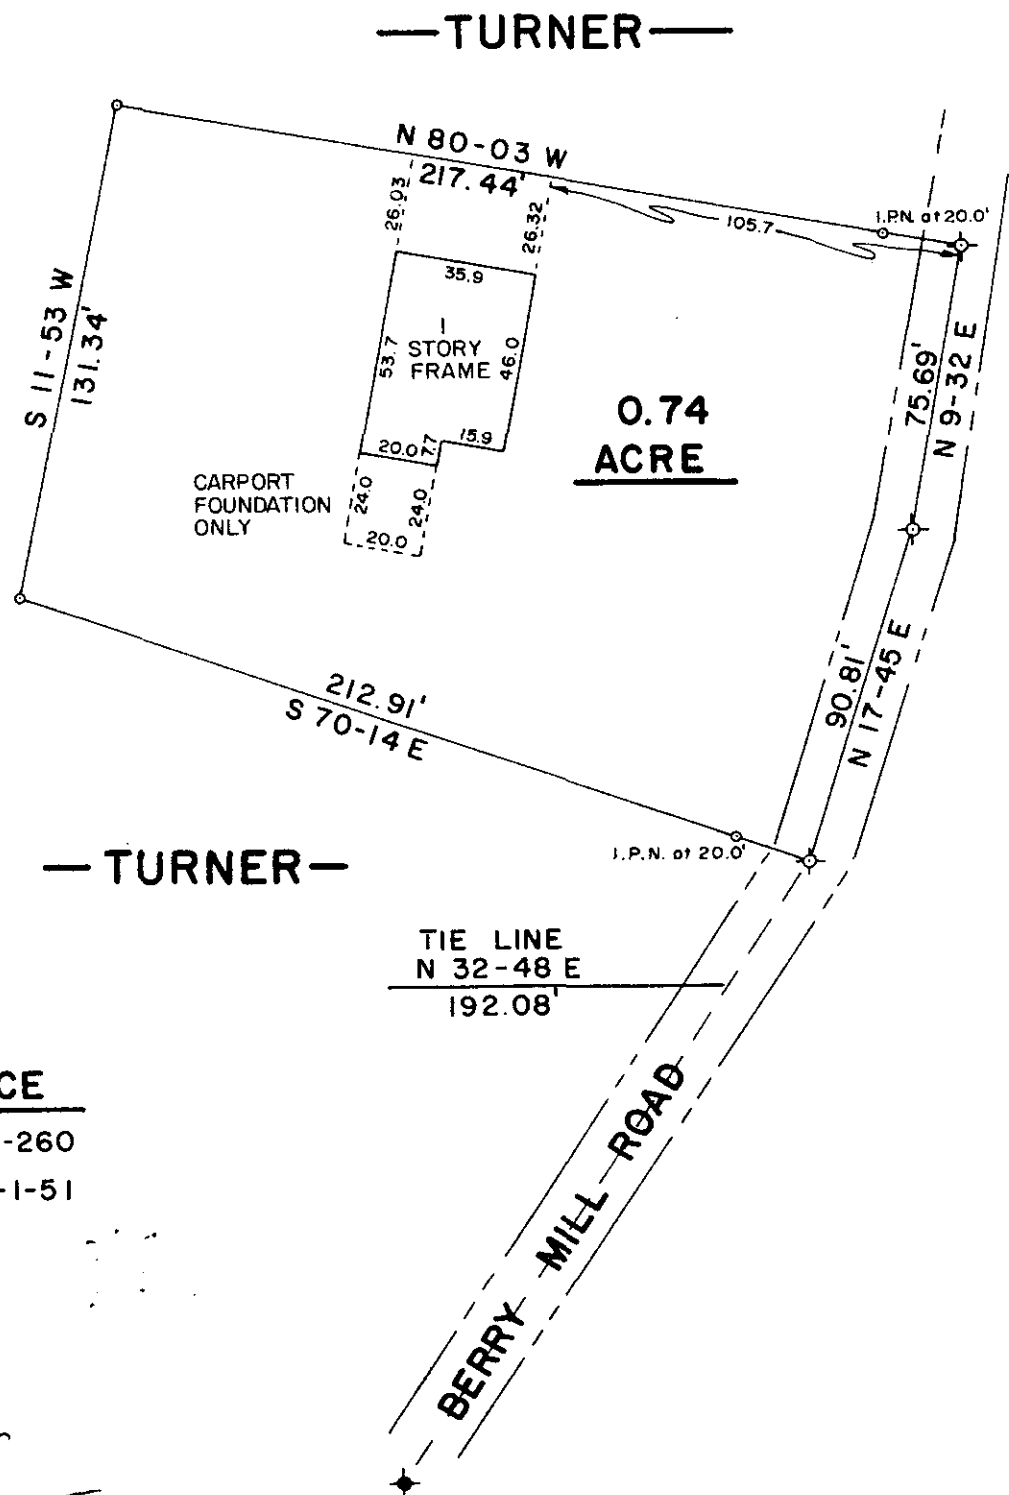 —TURNER—
N 80-03 W
217.44'
I.P.N. at 20.0'
105.7
26.03
26.32
35.9
1
STORY
FRAME
53.7
46.0
20.0
7.7
15.9
24.0
24.0
20.0
CARPORT
FOUNDATION
ONLY
0.74
ACRE
S 11-53 W
131.34'
75.69'
N 9-32 E
90.81'
N 17-45 E
212.91'
S 70-14 E
I.P.N. at 20.0'
—TURNER—
TIE LINE
N 32-48 E
192.08'
BERRY MILL ROAD
CE
-260
-1-51